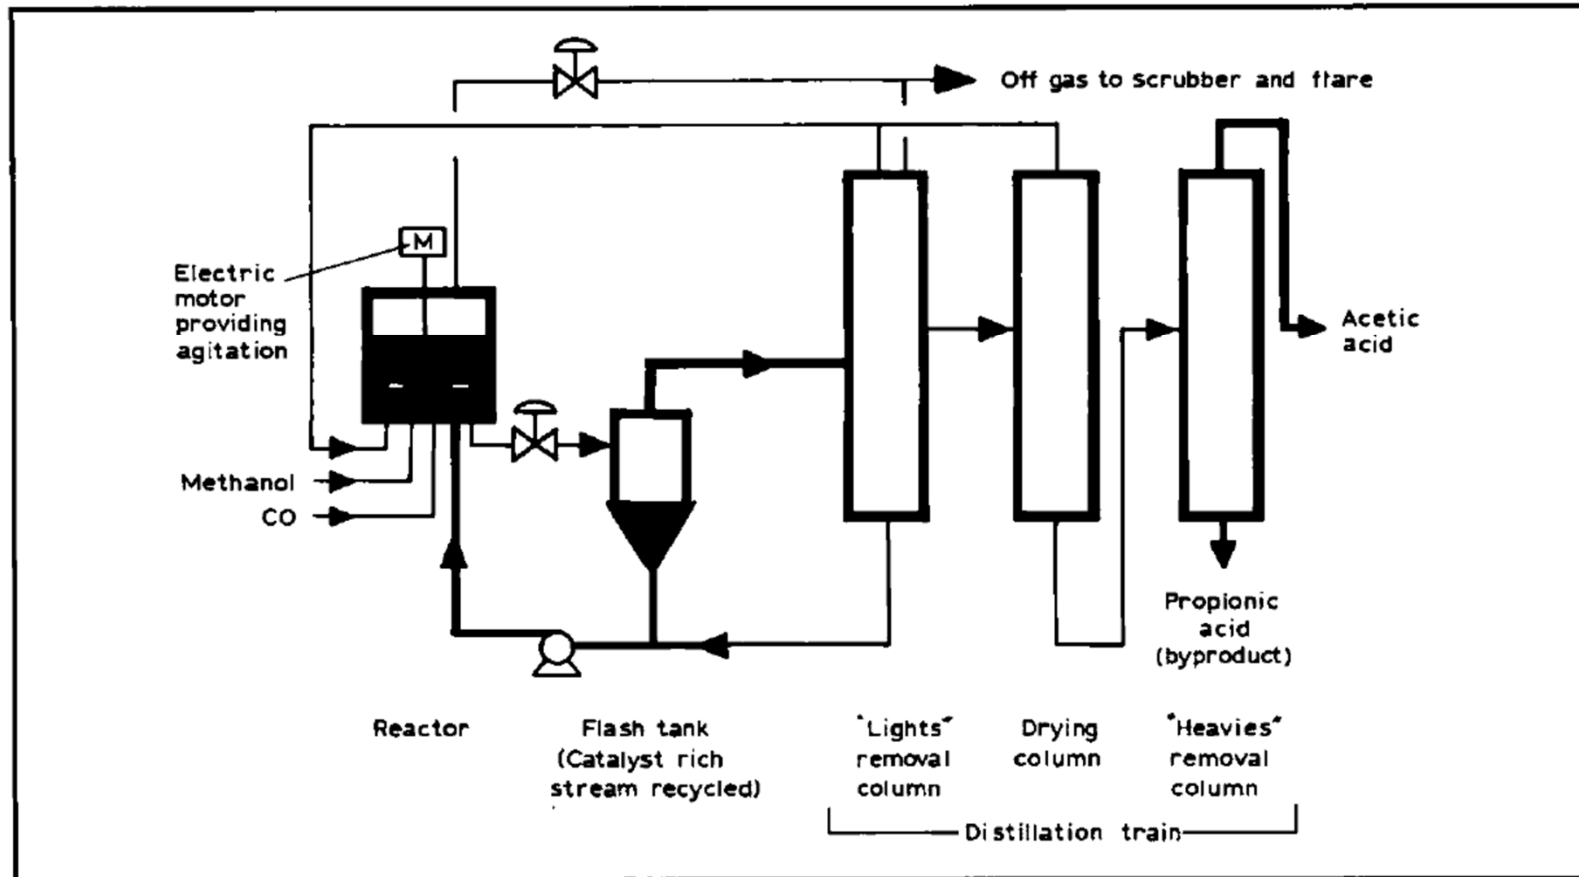 Off gas to scrubber and flare
M
Electric
motor
providing
agitation
Acetic
acid
Methanol
CO
Propionic
acid
(byproduct)
Reactor
Flash tank
(Catalyst rich
stream recycled)
"Lights"
removal
column
Drying
column
"Heavies"
removal
column
Distillation train